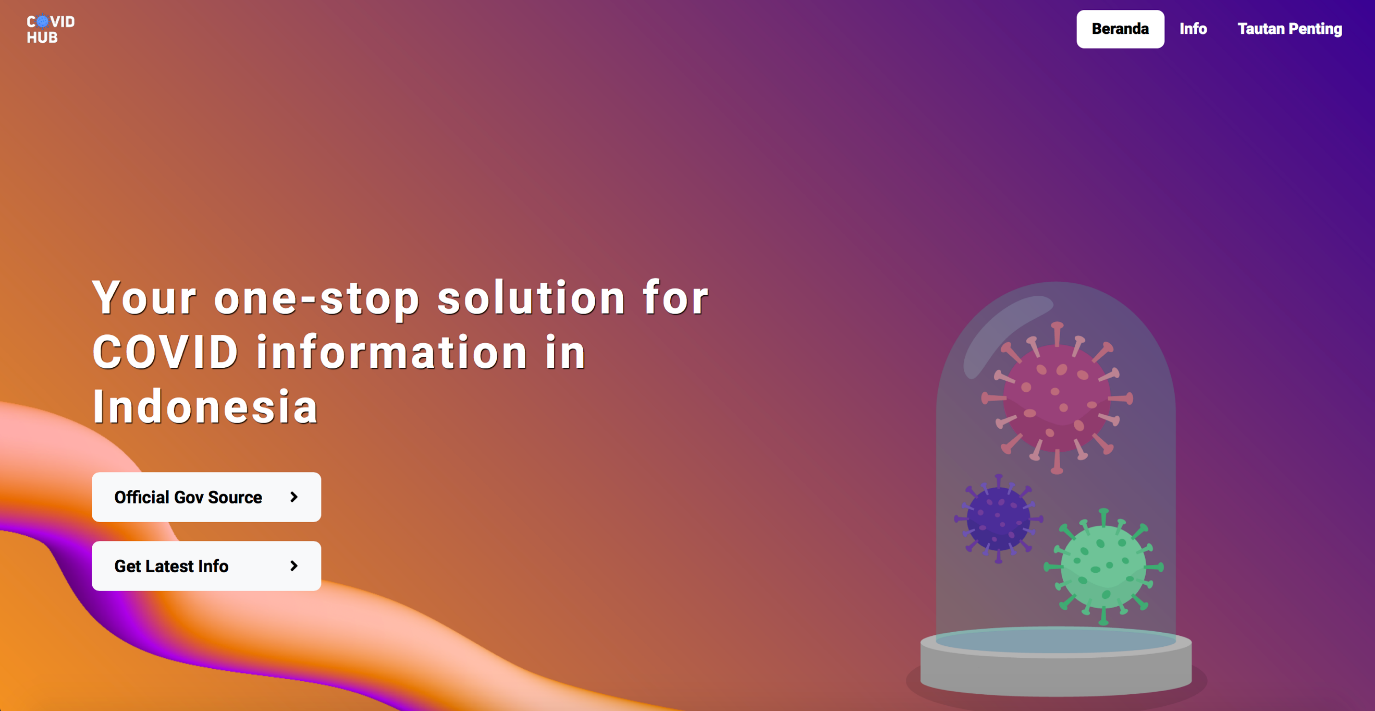 COVID
HUB
Beranda
Info
Tautan Penting
Your one-stop solution for
COVID information in
Indonesia
Official Gov Source
Get Latest Info